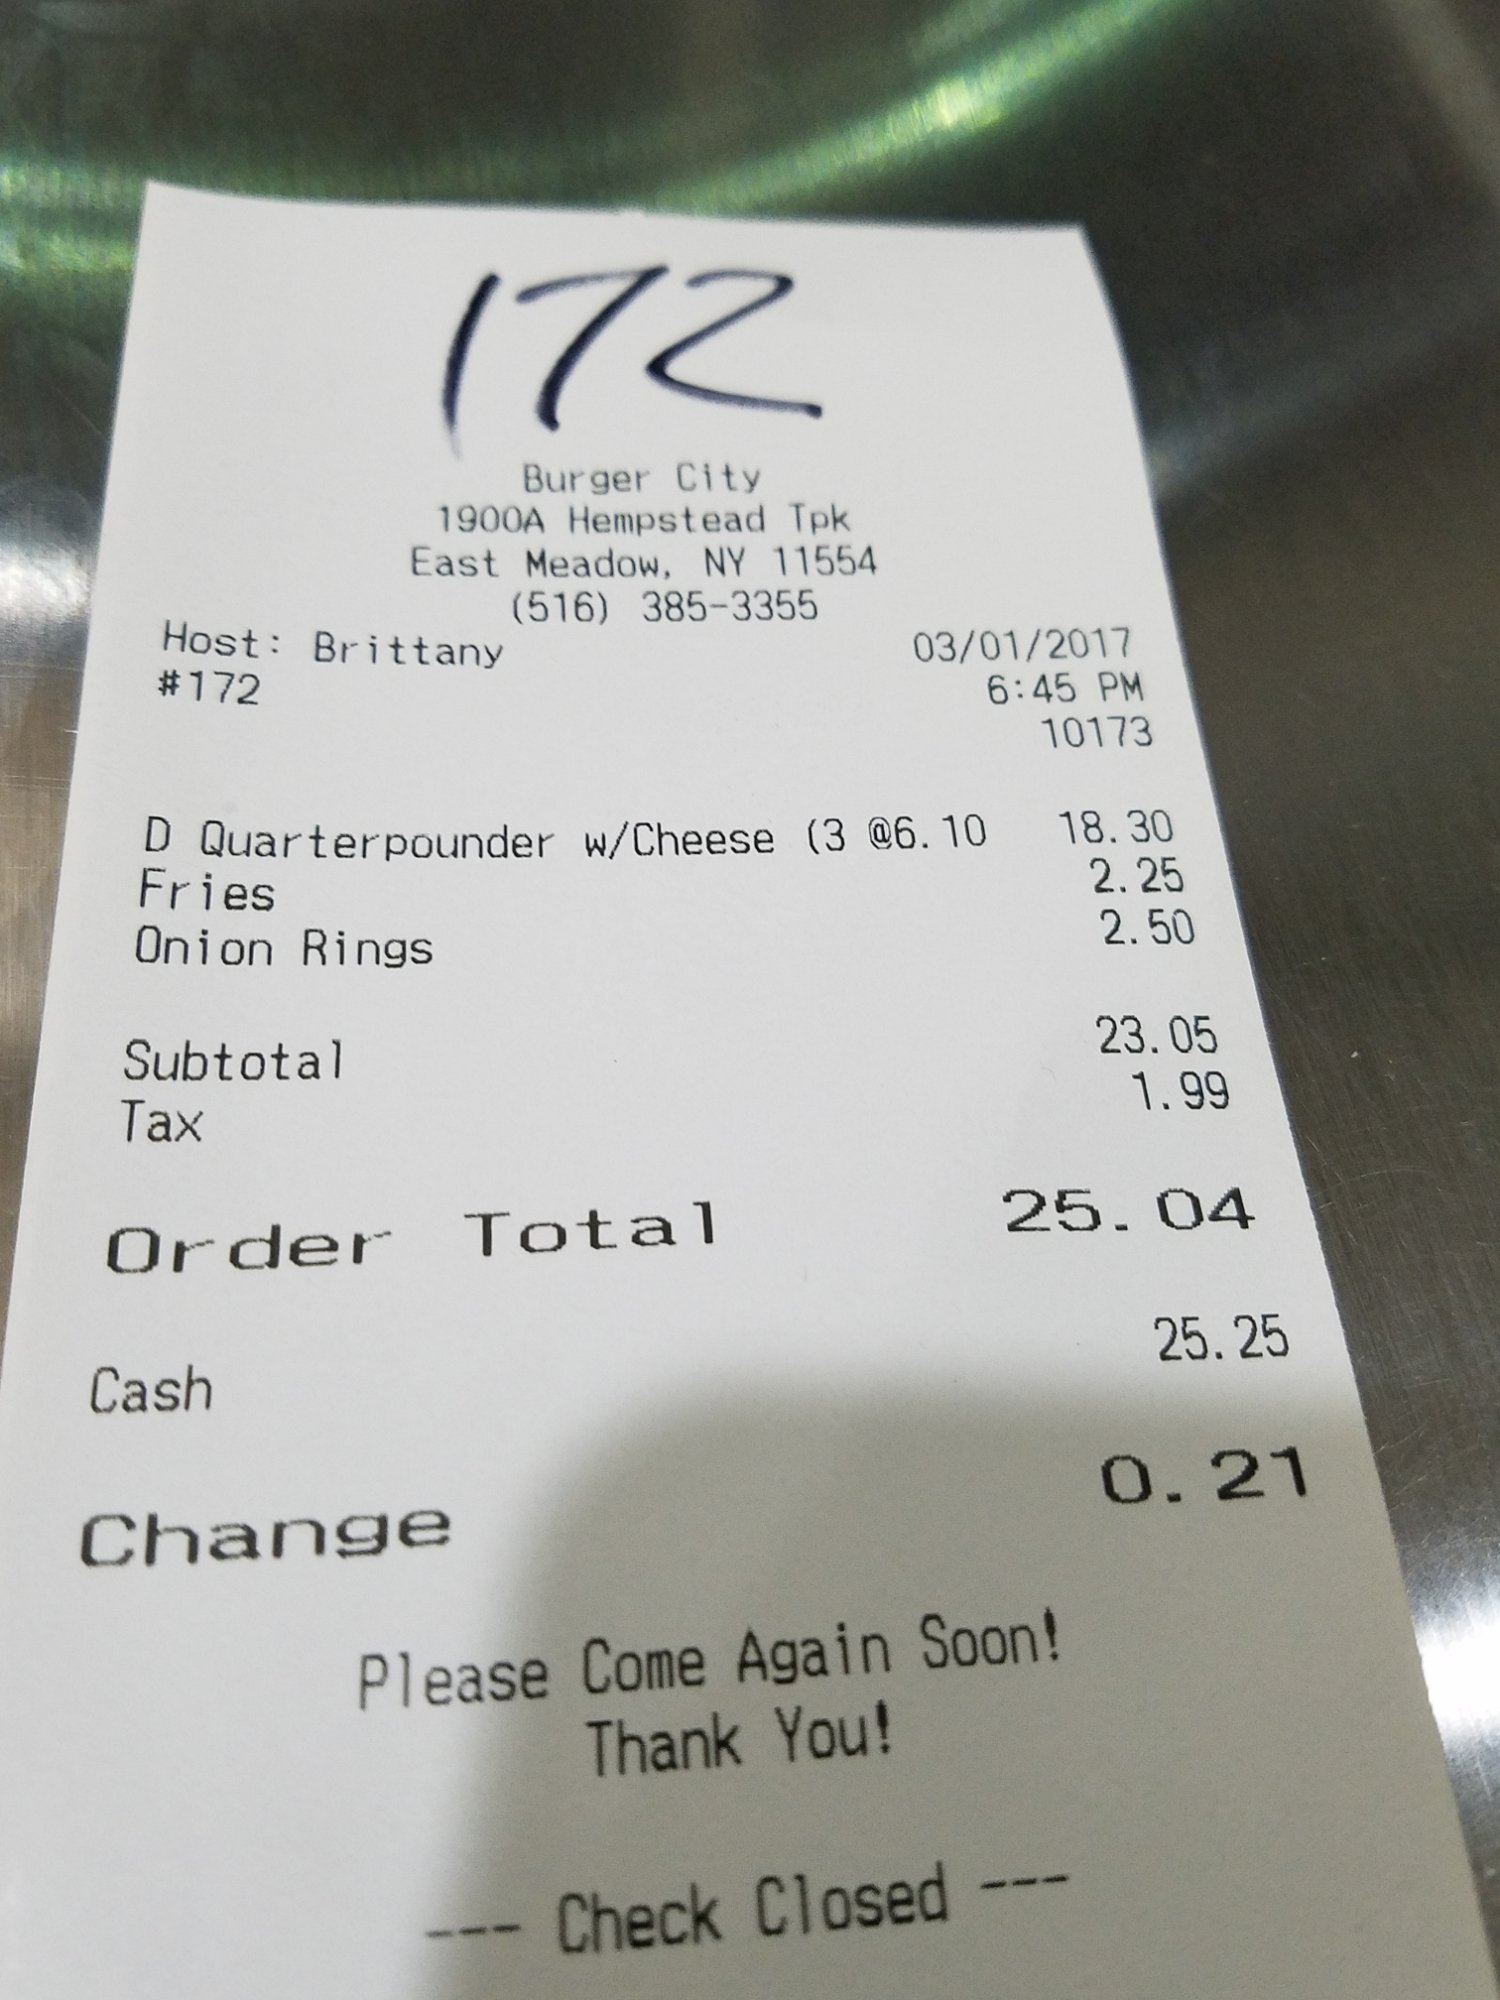 172
Burger City
1900A Hempstead Tpk
East Meadow, NY 11554
(516) 385-3355
Host: Brittany 03/01/2017
#172 6:45 PM
10173
D Quarterpounder w/Cheese (3 @6.10 18.30
Fries 2.25
Onion Rings 2.50
Subtotal 23.05
Tax 1.99
Order Total 25.04
Cash 25.25
Change 0.21
Please Come Again Soon!
Thank You!
--- Check Closed ---